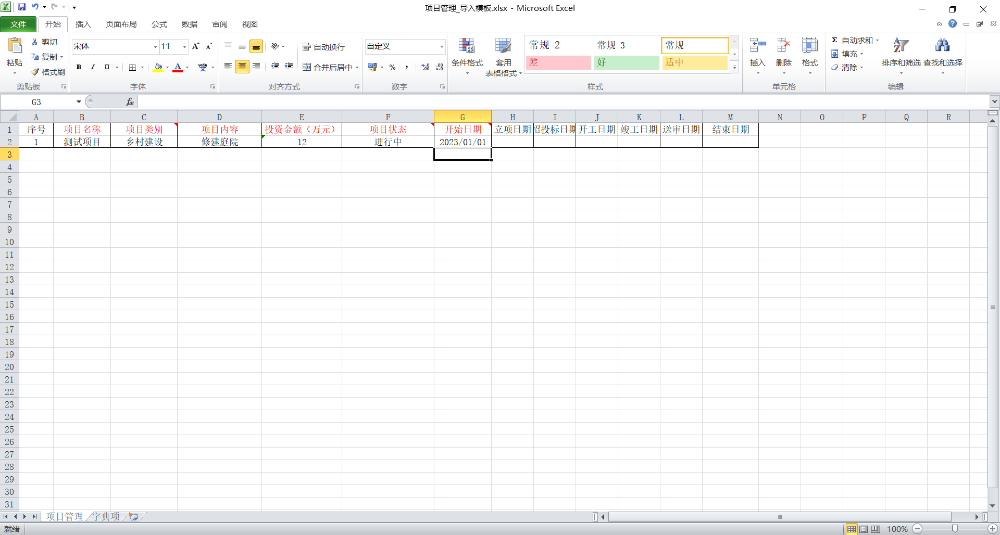 项目管理_导入模板.xlsx - Microsoft Excel
文件 开始 插入 页面布局 公式 数据 审阅 视图
粘贴 剪切 复制 格式刷
剪贴板
宋体 11
B I U A 字体
自动换行
合并后居中
对齐方式
自定义
% , .0 .00
数字
条件格式 套用
表格格式
常规 2 常规 3 常规
差 好 适中
样式
插入 删除 格式
单元格
Σ 自动求和
填充
清除
排序和筛选 查找和选择
编辑
G3 fx
A B C D E F G H I J K L M N O P Q R
1 序号 项目名称 项目类别 项目内容 投资金额（万元） 项目状态 开始日期 立项日期 招投标日期 开工日期 竣工日期 送审日期 结束日期
2 1 测试项目 乡村建设 修建庭院 12 进行中 2023/01/01
3
4
5
6
7
8
9
10
11
12
13
14
15
16
17
18
19
20
21
22
23
24
25
26
27
28
29
30
31
项目管理 字典项
就绪 100%